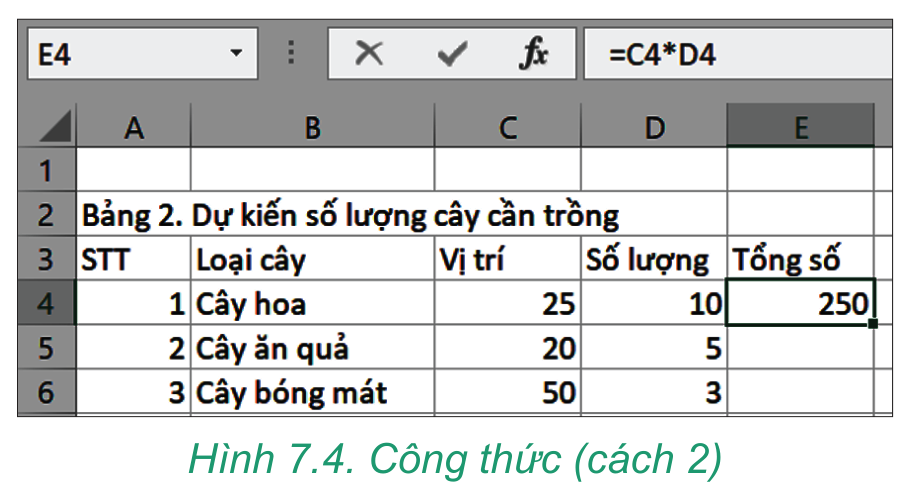 E4 fx =C4*D4
A B C D E
1
2 Bảng 2. Dự kiến số lượng cây cần trồng
3 STT Loại cây Vị trí Số lượng Tổng số
4 1 Cây hoa 25 10 250
5 2 Cây ăn quả 20 5
6 3 Cây bóng mát 50 3
Hình 7.4. Công thức (cách 2)